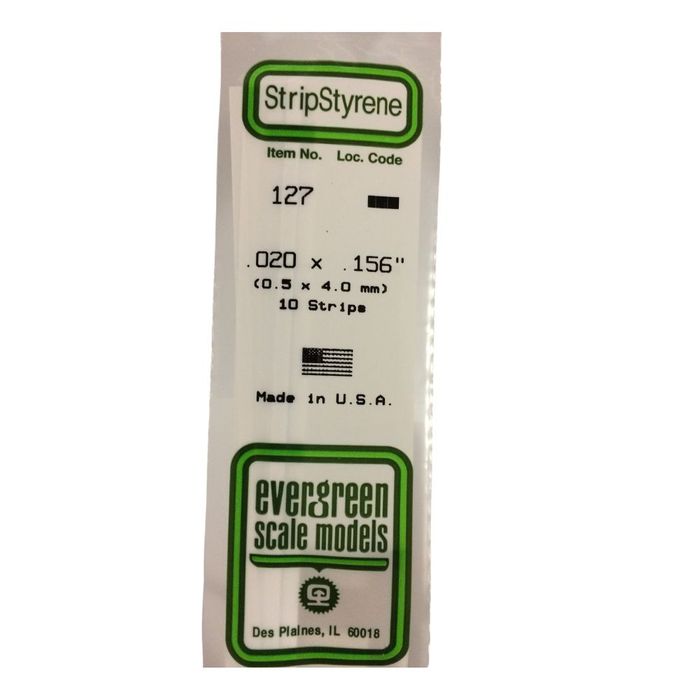 StripStyrene
Item No. Loc. Code
127
.020 x .156"
(0.5 x 4.0 mm)
10 Strips
Made in U.S.A.
evergreen
scale models
Des Plaines, IL 60018